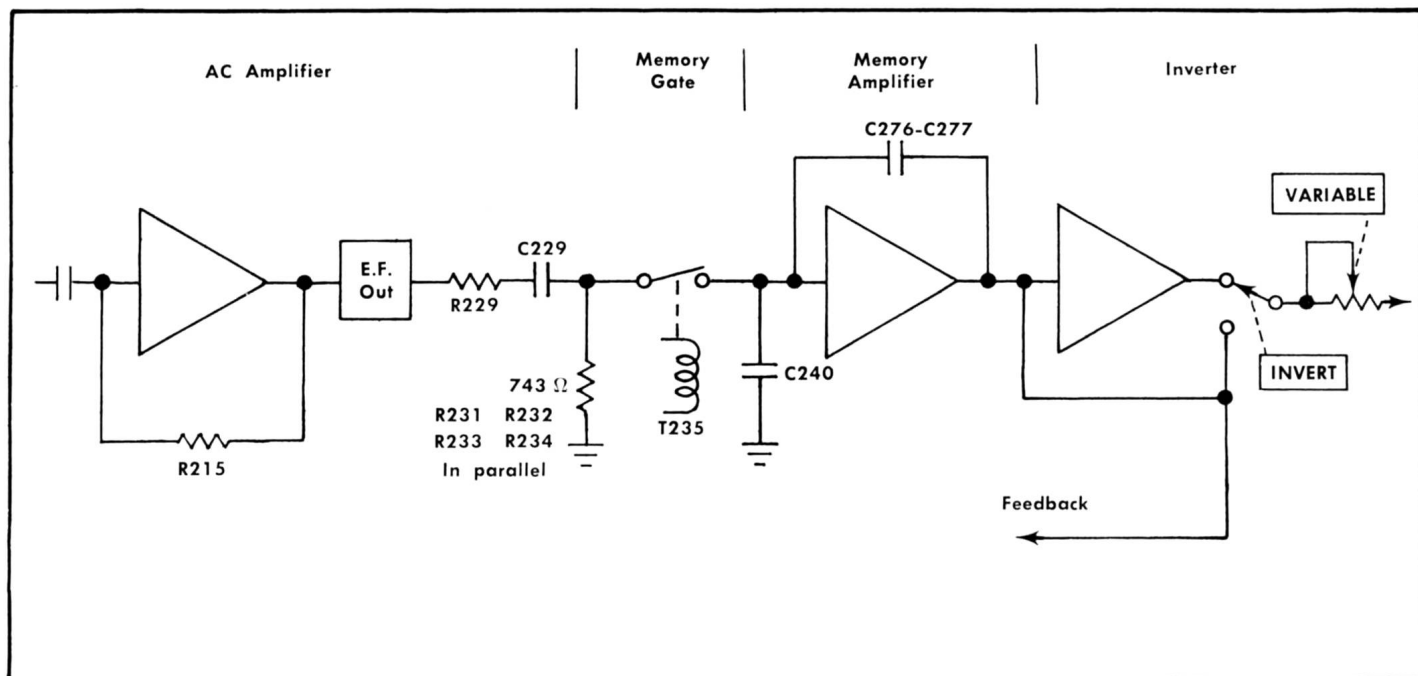 AC Amplifier
Memory
Gate
Memory
Amplifier
Inverter
C276-C277
VARIABLE
E.F.
Out
C229
R229
743 Ω
R231 R232
R233 R234
In parallel
T235
C240
INVERT
R215
Feedback